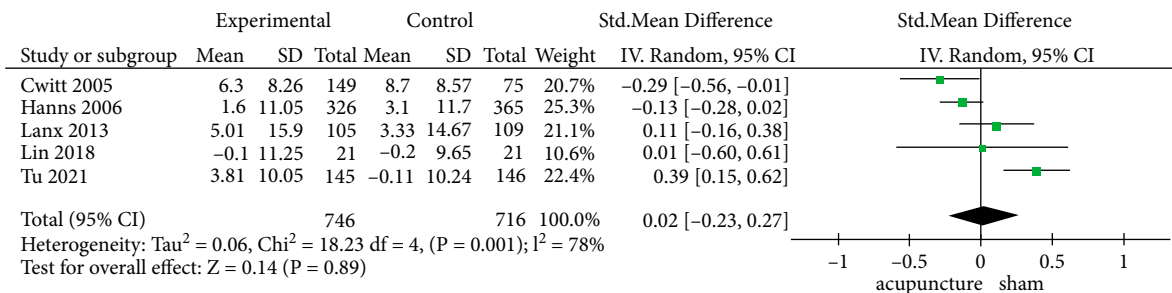 Experimental Control Std.Mean Difference Std.Mean Difference
Study or subgroup Mean SD Total Mean SD Total Weight IV. Random, 95% CI IV. Random, 95% CI
Cwitt 2005 6.3 8.26 149 8.7 8.57 75 20.7% −0.29 [−0.56, −0.01]
Hanns 2006 1.6 11.05 326 3.1 11.7 365 25.3% −0.13 [−0.28, 0.02]
Lanx 2013 5.01 15.9 105 3.33 14.67 109 21.1% 0.11 [−0.16, 0.38]
Lin 2018 −0.1 11.25 21 −0.2 9.65 21 10.6% 0.01 [−0.60, 0.61]
Tu 2021 3.81 10.05 145 −0.11 10.24 146 22.4% 0.39 [0.15, 0.62]
Total (95% CI) 746 716 100.0% 0.02 [−0.23, 0.27]
Heterogeneity: Tau² = 0.06, Chi² = 18.23 df = 4, (P = 0.001); I² = 78%
Test for overall effect: Z = 0.14 (P = 0.89)
−1 −0.5 0 0.5 1
acupuncture sham